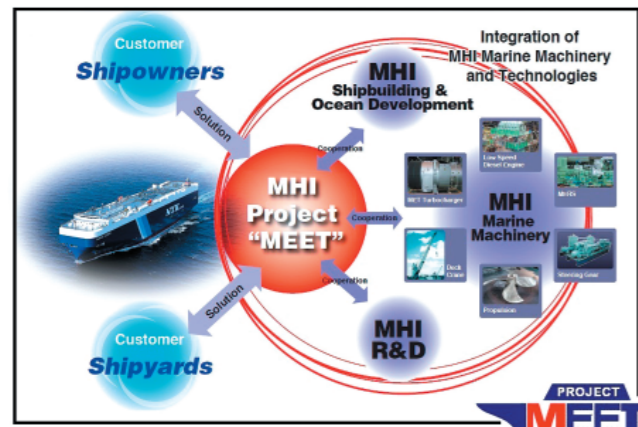 Customer
Shipowners
Solution
MHI
Shipbuilding &
Ocean Development
Integration of
MHI Marine Machinery
and Technologies
Cooperation
MHI
Project
"MEET"
Cooperation
Low Speed
Diesel Engine
MET Turbocharger
MHI
Marine
Machinery
Deck
Crane
Steering Gear
Propulsion
Cooperation
Solution
Customer
Shipyards
MHI
R&D
PROJECT
MEET